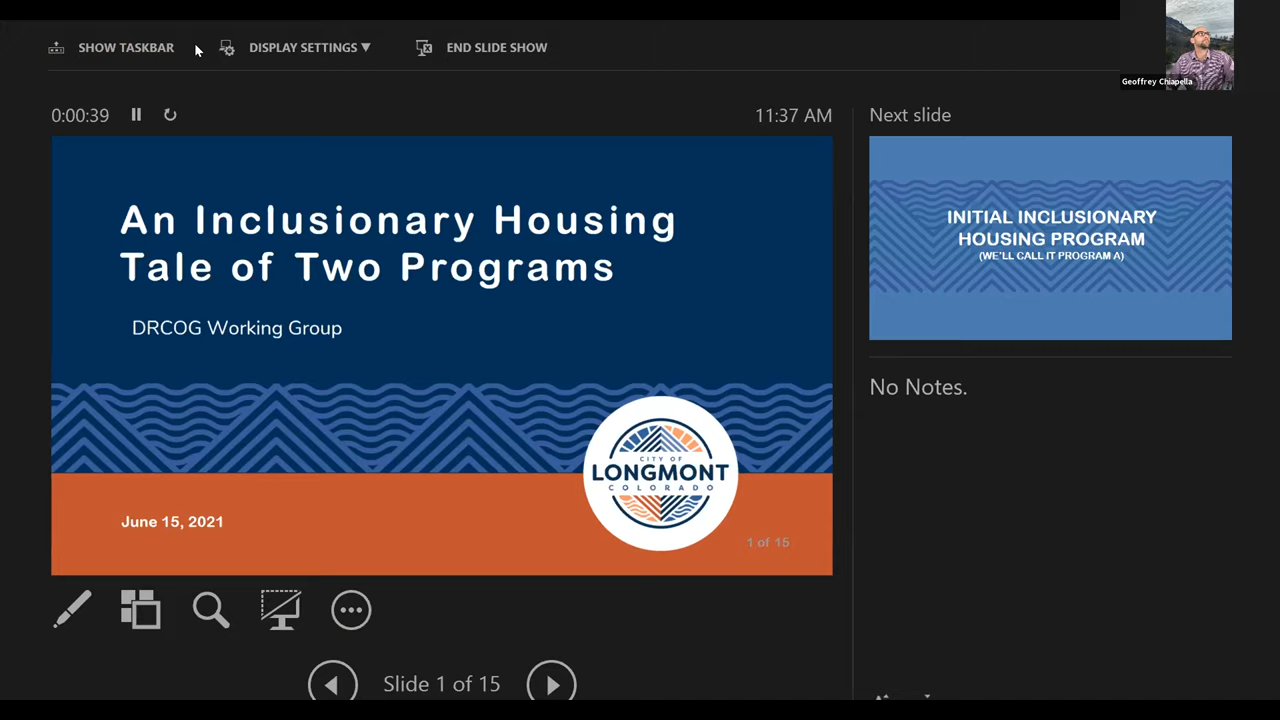 SHOW TASKBAR
DISPLAY SETTINGS ▼
END SLIDE SHOW
Geoffrey Chiapella
0:00:39
11:37 AM
Next slide
An Inclusionary Housing
Tale of Two Programs
DRCOG Working Group
CITY OF
LONGMONT
COLORADO
June 15, 2021
1 of 15
INITIAL INCLUSIONARY
HOUSING PROGRAM
(WE'LL CALL IT PROGRAM A)
No Notes.
Slide 1 of 15